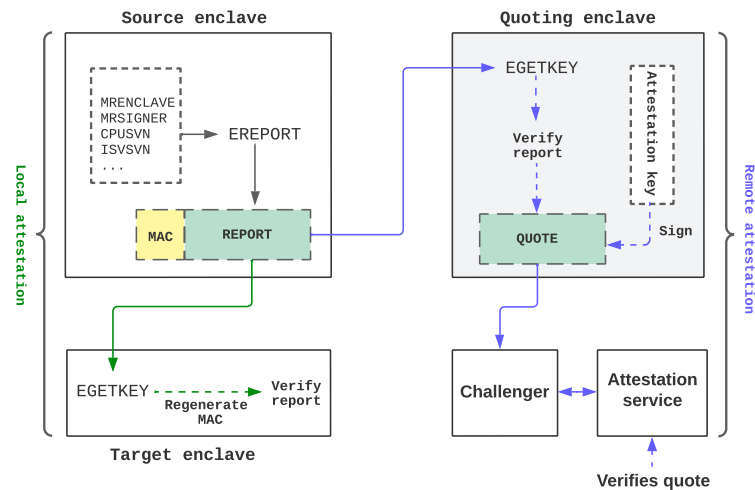 Source enclave
Quoting enclave
MRENCLAVE
MRSIGNER
CPUSVN
ISVSVN
...
EREPORT
MAC
REPORT
EGETKEY
Verify
report
Attestation key
QUOTE
Sign
Local attestation
Remote attestation
EGETKEY
Regenerate
MAC
Verify
report
Target enclave
Challenger
Attestation
service
Verifies quote